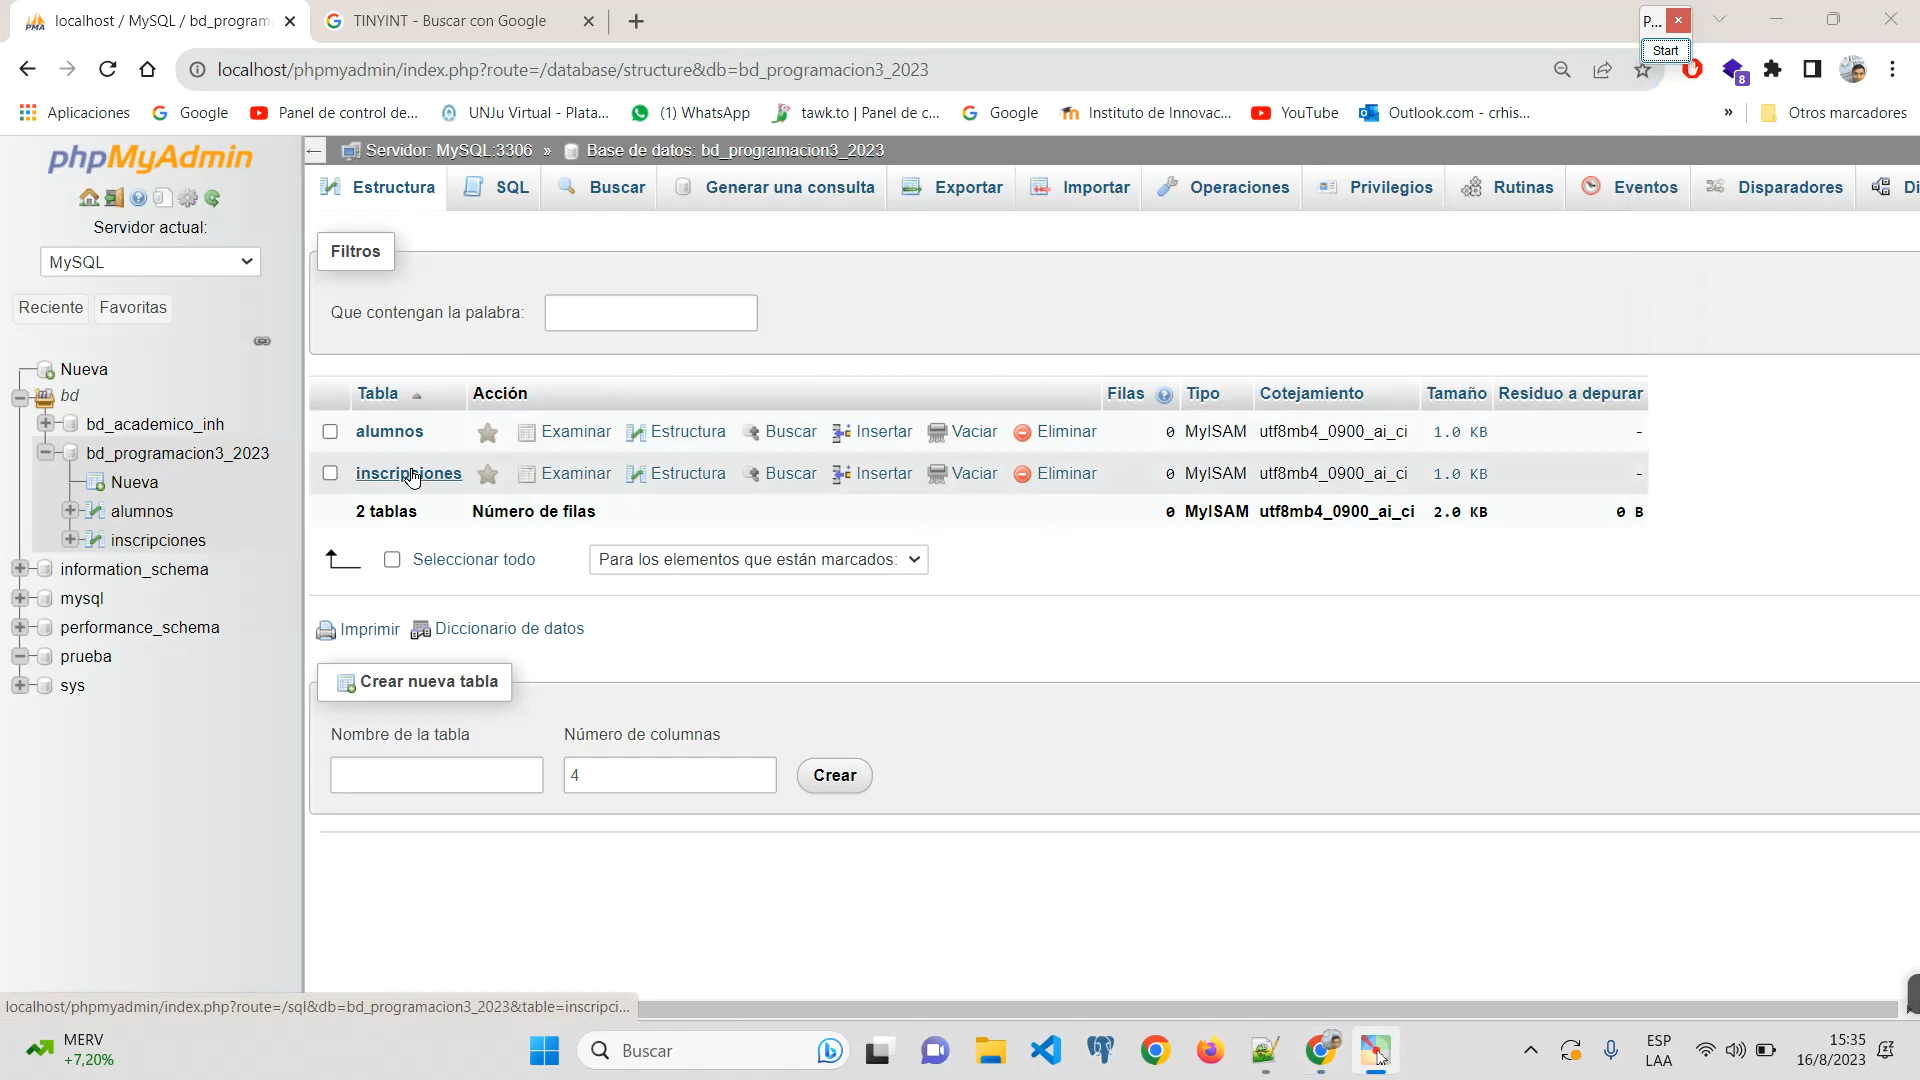 localhost / MySQL / bd_program
TINYINT - Buscar con Google
P...
Start
localhost/phpmyadmin/index.php?route=/database/structure&db=bd_programacion3_2023
8
Aplicaciones
Google
Panel de control de...
UNJu Virtual - Plata...
(1) WhatsApp
tawk.to | Panel de c...
Google
Instituto de Innovac...
YouTube
Outlook.com - crhis...
»
Otros marcadores
phpMyAdmin
Servidor actual:
MySQL
Reciente
Favoritas
Nueva
bd
bd_academico_inh
bd_programacion3_2023
Nueva
alumnos
inscripciones
information_schema
mysql
performance_schema
prueba
sys
Servidor: MySQL:3306 » Base de datos: bd_programacion3_2023
Estructura
SQL
Buscar
Generar una consulta
Exportar
Importar
Operaciones
Privilegios
Rutinas
Eventos
Disparadores
Di
Filtros
Que contengan la palabra:
Tabla Acción Filas Tipo Cotejamiento Tamaño Residuo a depurar
alumnos Examinar Estructura Buscar Insertar Vaciar Eliminar 0 MyISAM utf8mb4_0900_ai_ci 1.0 KB -
inscripciones Examinar Estructura Buscar Insertar Vaciar Eliminar 0 MyISAM utf8mb4_0900_ai_ci 1.0 KB -
2 tablas Número de filas 0 MyISAM utf8mb4_0900_ai_ci 2.0 KB 0 B
Seleccionar todo
Para los elementos que están marcados:
Imprimir
Diccionario de datos
Crear nueva tabla
Nombre de la tabla
Número de columnas
4
Crear
localhost/phpmyadmin/index.php?route=/sql&db=bd_programacion3_2023&table=inscripci...
MERV
+7,20%
Buscar
ESP
LAA
15:35
16/8/2023